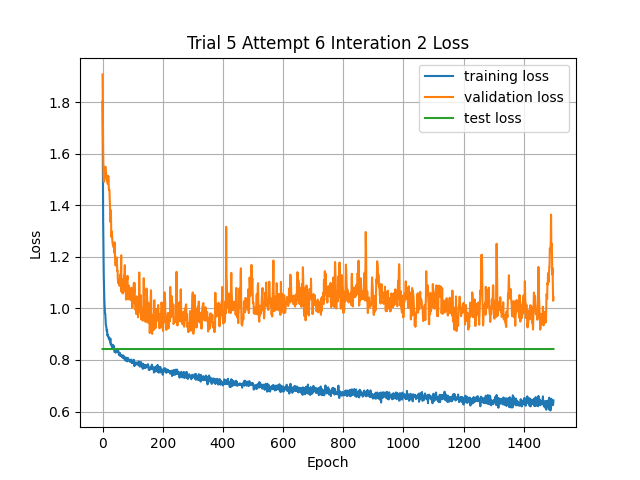 Trial 5 Attempt 6 Interation 2 Loss
training loss
validation loss
test loss
Loss
1.8
1.6
1.4
1.2
1.0
0.8
0.6
0 200 400 600 800 1000 1200 1400
Epoch